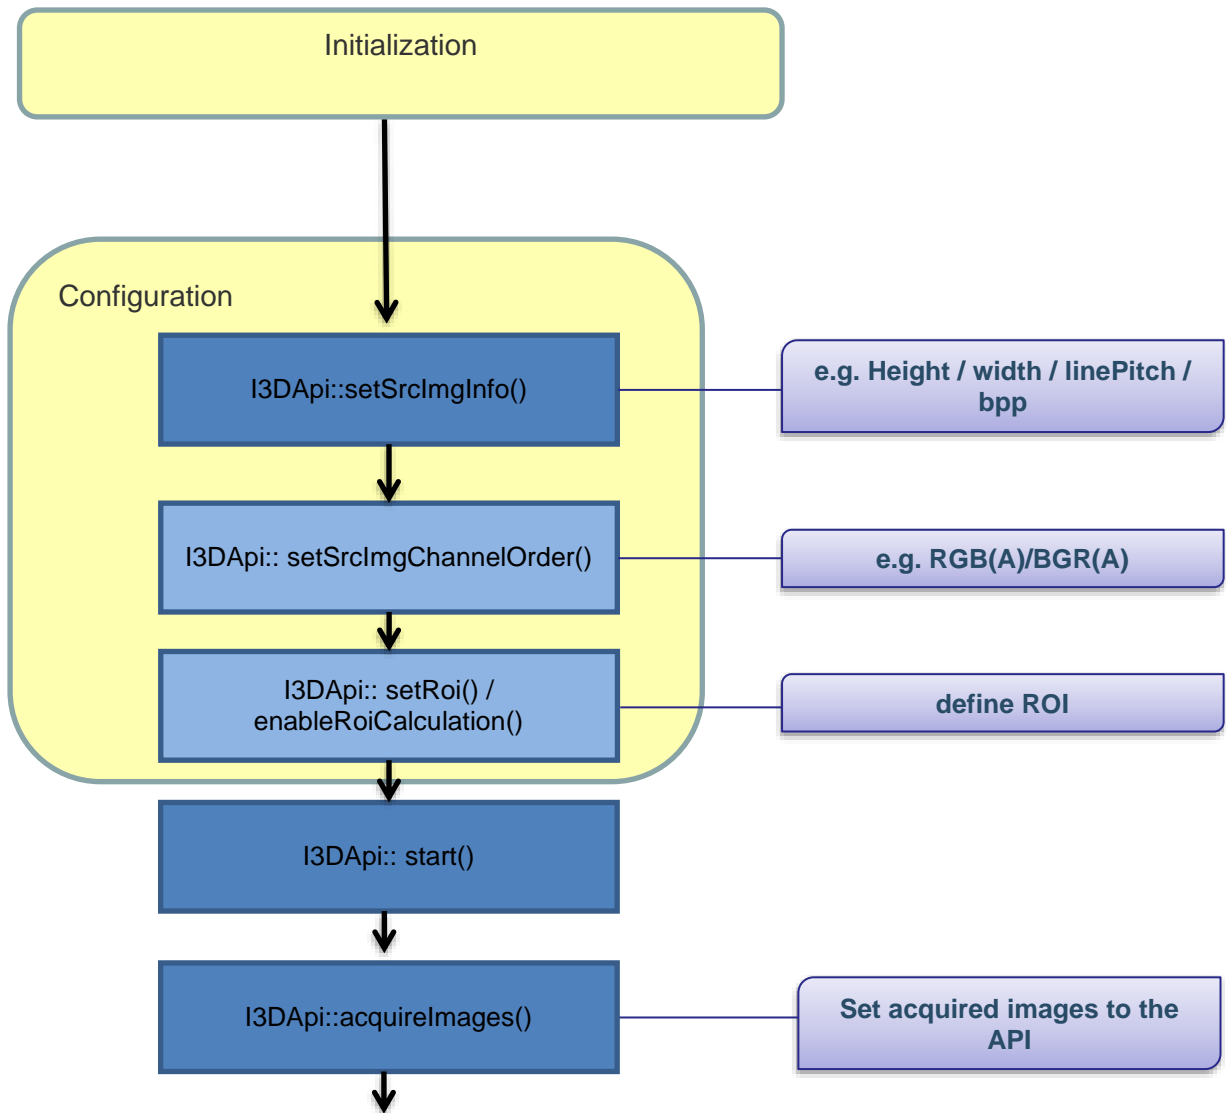 Initialization
Configuration
I3DApi::setSrcImgInfo()
e.g. Height / width / linePitch /
bpp
I3DApi:: setSrcImgChannelOrder()
e.g. RGB(A)/BGR(A)
I3DApi:: setRoi() /
enableRoiCalculation()
define ROI
I3DApi:: start()
I3DApi::acquireImages()
Set acquired images to the
API